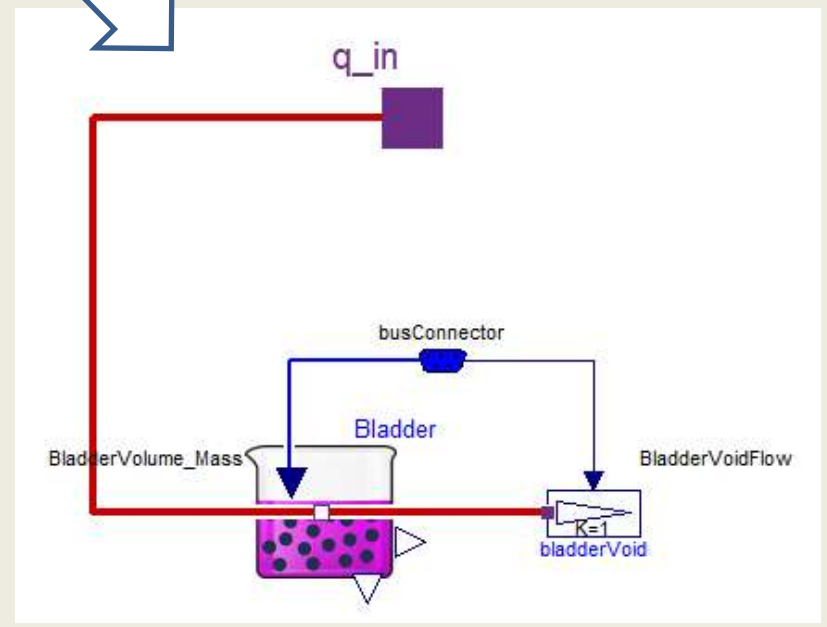 q_in
busConnector
Bladder
BladderVolume_Mass
BladderVoidFlow
K=1
bladderVoid